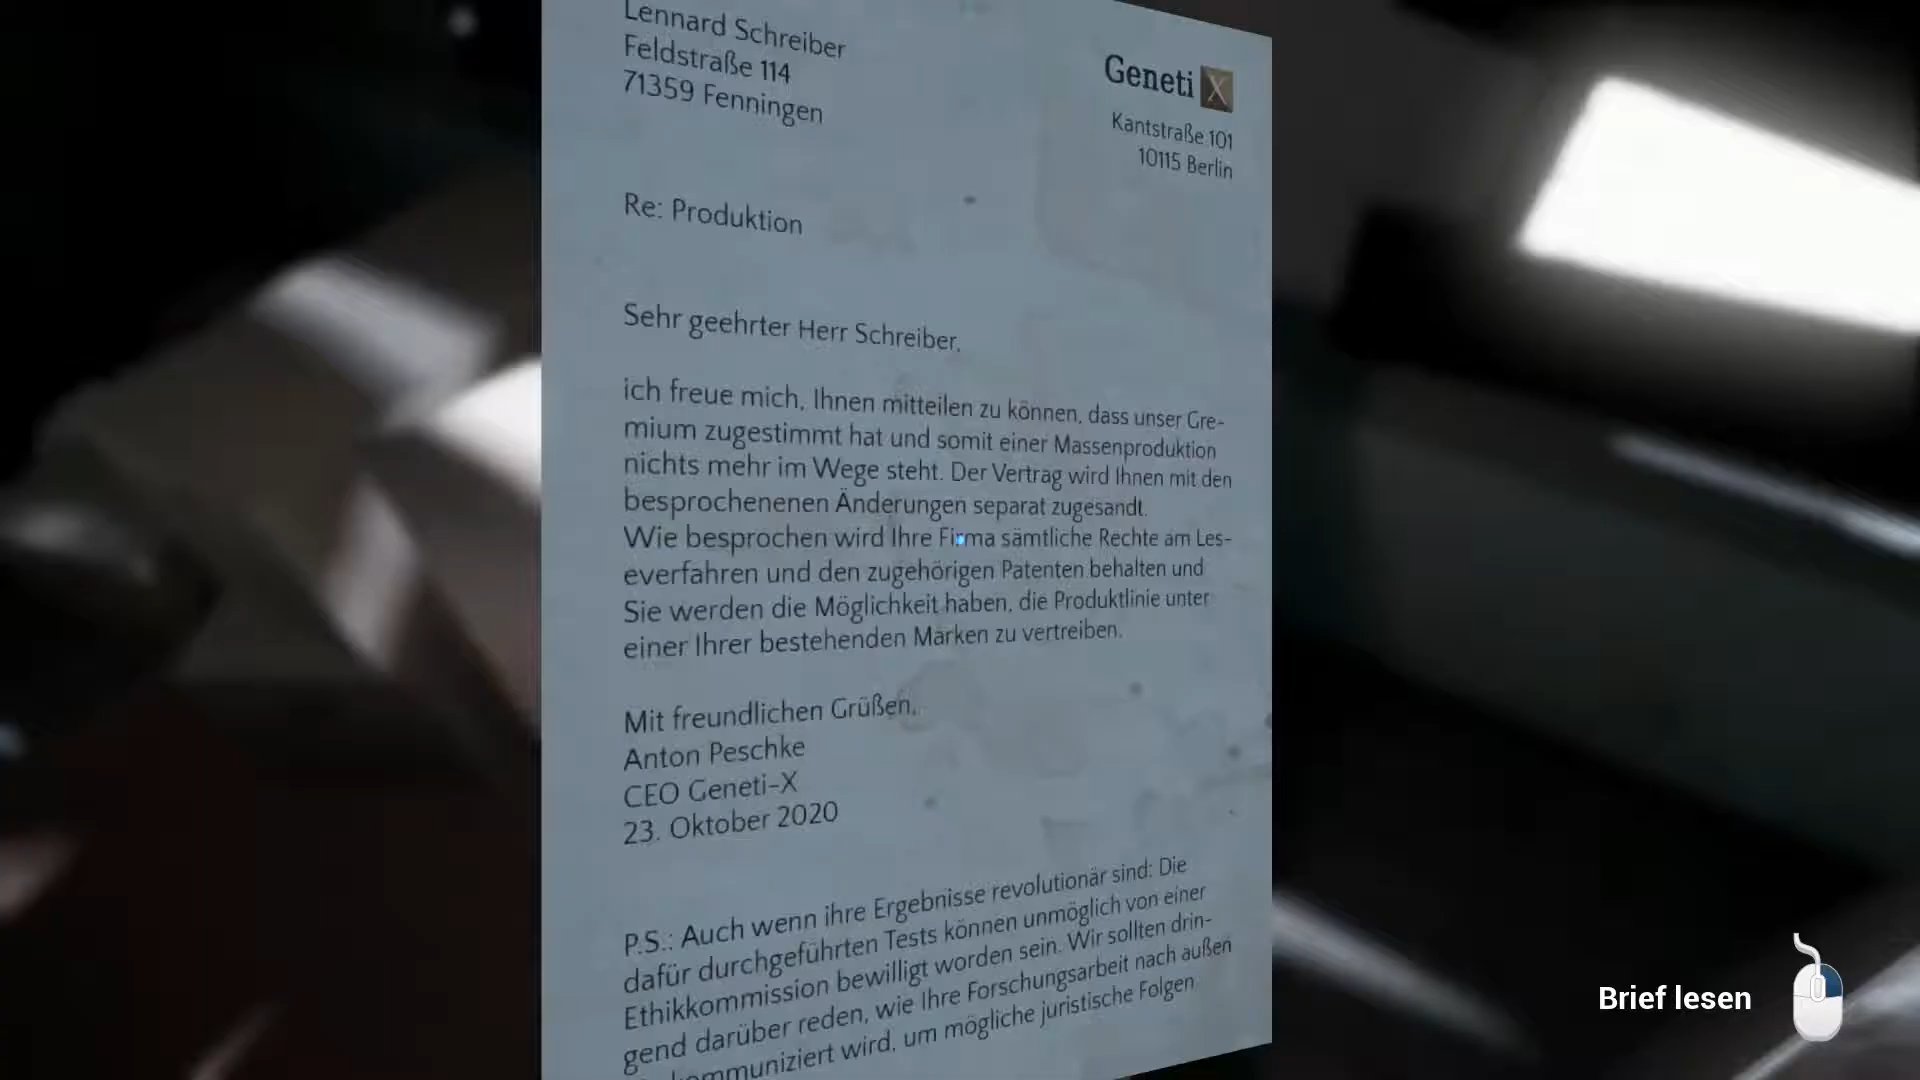 Lennard Schreiber
Feldstraße 114
71359 Fenningen
Geneti X
Kantstraße 101
10115 Berlin
Re: Produktion
Sehr geehrter Herr Schreiber,
ich freue mich, Ihnen mitteilen zu können, dass unser Gre-
mium zugestimmt hat und somit einer Massenproduktion
nichts mehr im Wege steht. Der Vertrag wird Ihnen mit den
besprochenenen Änderungen separat zugesandt.
Wie besprochen wird Ihre Firma sämtliche Rechte am Les-
everfahren und den zugehörigen Patenten behalten und
Sie werden die Möglichkeit haben, die Produktlinie unter
einer Ihrer bestehenden Marken zu vertreiben.
Mit freundlichen Grüßen,
Anton Peschke
CEO Geneti-X
23. Oktober 2020
P.S.: Auch wenn ihre Ergebnisse revolutionär sind: Die
dafür durchgeführten Tests können unmöglich von einer
Ethikkommission bewilligt worden sein. Wir sollten drin-
gend darüber reden, wie Ihre Forschungsarbeit nach außen
wird, um mögliche juristische Folgen
Brief lesen